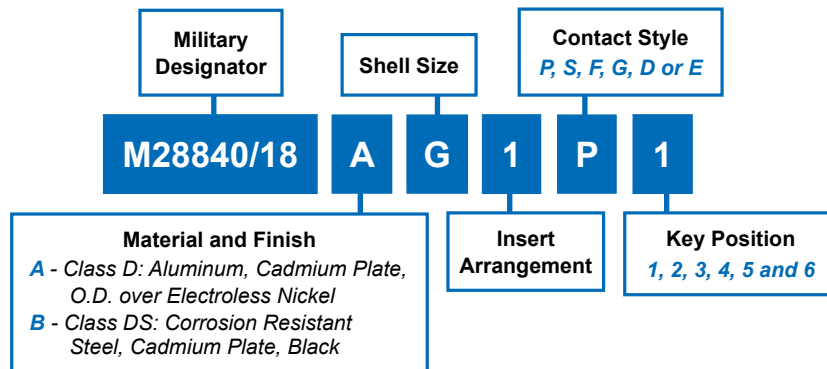 Military
Designator
Shell Size
Contact Style
P, S, F, G, D or E
M28840/18 A G 1 P 1
Material and Finish
A - Class D: Aluminum, Cadmium Plate,
O.D. over Electroless Nickel
B - Class DS: Corrosion Resistant
Steel, Cadmium Plate, Black
Insert
Arrangement
Key Position
1, 2, 3, 4, 5 and 6